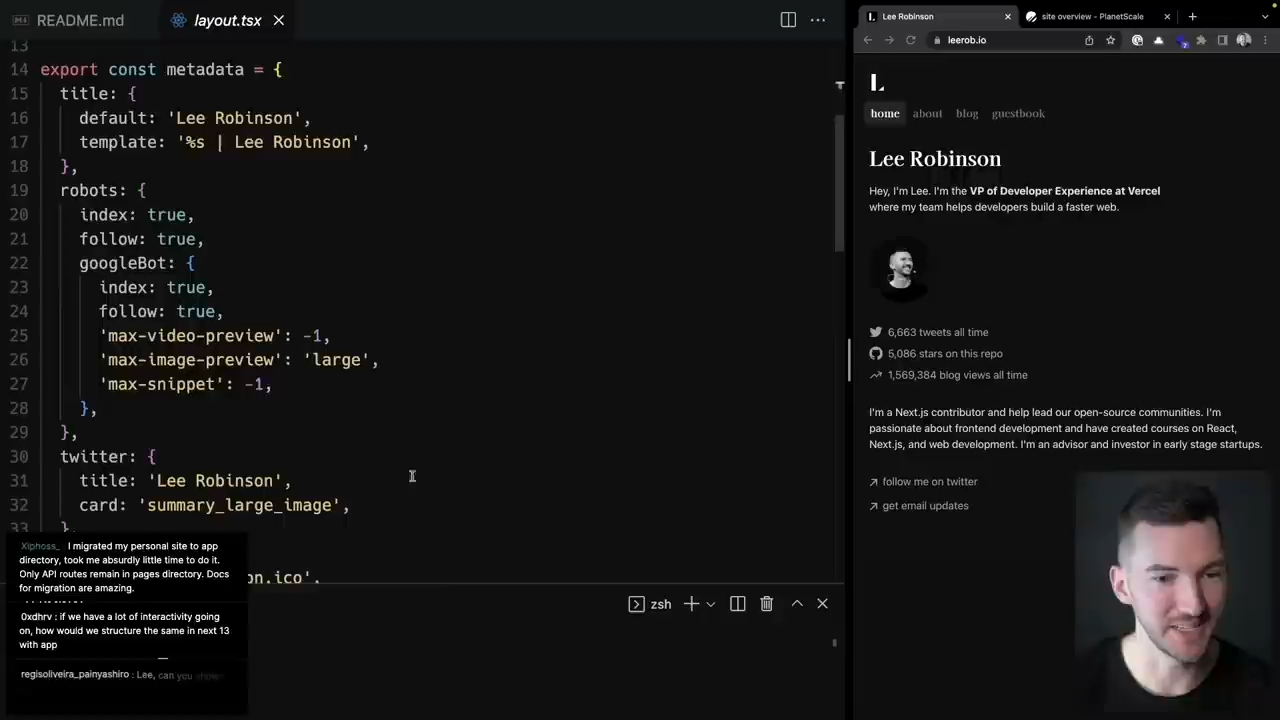 README.md
layout.tsx
13
14 export const metadata = {
15 title: {
16 default: 'Lee Robinson',
17 template: '%s | Lee Robinson',
18 },
19 robots: {
20 index: true,
21 follow: true,
22 googleBot: {
23 index: true,
24 follow: true,
25 'max-video-preview': -1,
26 'max-image-preview': 'large',
27 'max-snippet': -1,
28 },
29 },
30 twitter: {
31 title: 'Lee Robinson',
32 card: 'summary_large_image',
33 },
on.ico',
Xiphoss_ I migrated my personal site to app
directory, took me absurdly little time to do it.
Only API routes remain in pages directory. Docs
for migration are amazing.
0xdhrv : if we have a lot of interactivity going
on, how would we structure the same in next 13
with app
regisoliveira_painyashiro : Lee, can you show
zsh
Lee Robinson
site overview - PlanetScale
leerob.io
L
home about blog guestbook
Lee Robinson
Hey, I'm Lee. I'm the VP of Developer Experience at Vercel
where my team helps developers build a faster web.
6,663 tweets all time
5,086 stars on this repo
1,569,384 blog views all time
I'm a Next.js contributor and help lead our open-source communities. I'm
passionate about frontend development and have created courses on React,
Next.js, and web development. I'm an advisor and investor in early stage startups.
follow me on twitter
get email updates